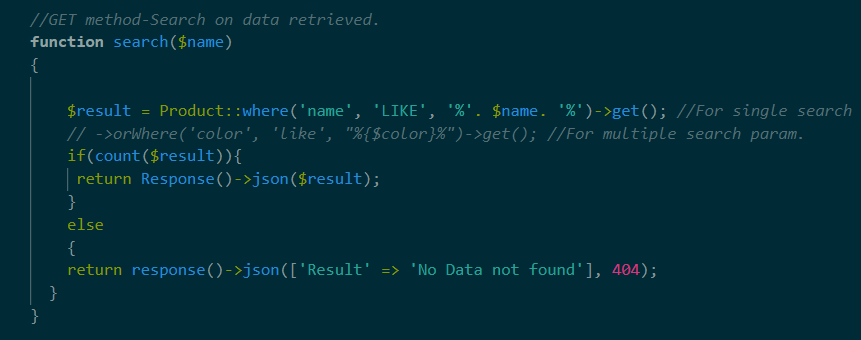 //GET method-Search on data retrieved.
function search($name)
{
$result = Product::where('name', 'LIKE', '%'. $name. '%')->get(); //For single search
// ->orWhere('color', 'like', "%{$color}%")->get(); //For multiple search param.
if(count($result)){
return Response()->json($result);
}
else
{
return response()->json(['Result' => 'No Data not found'], 404);
}
}